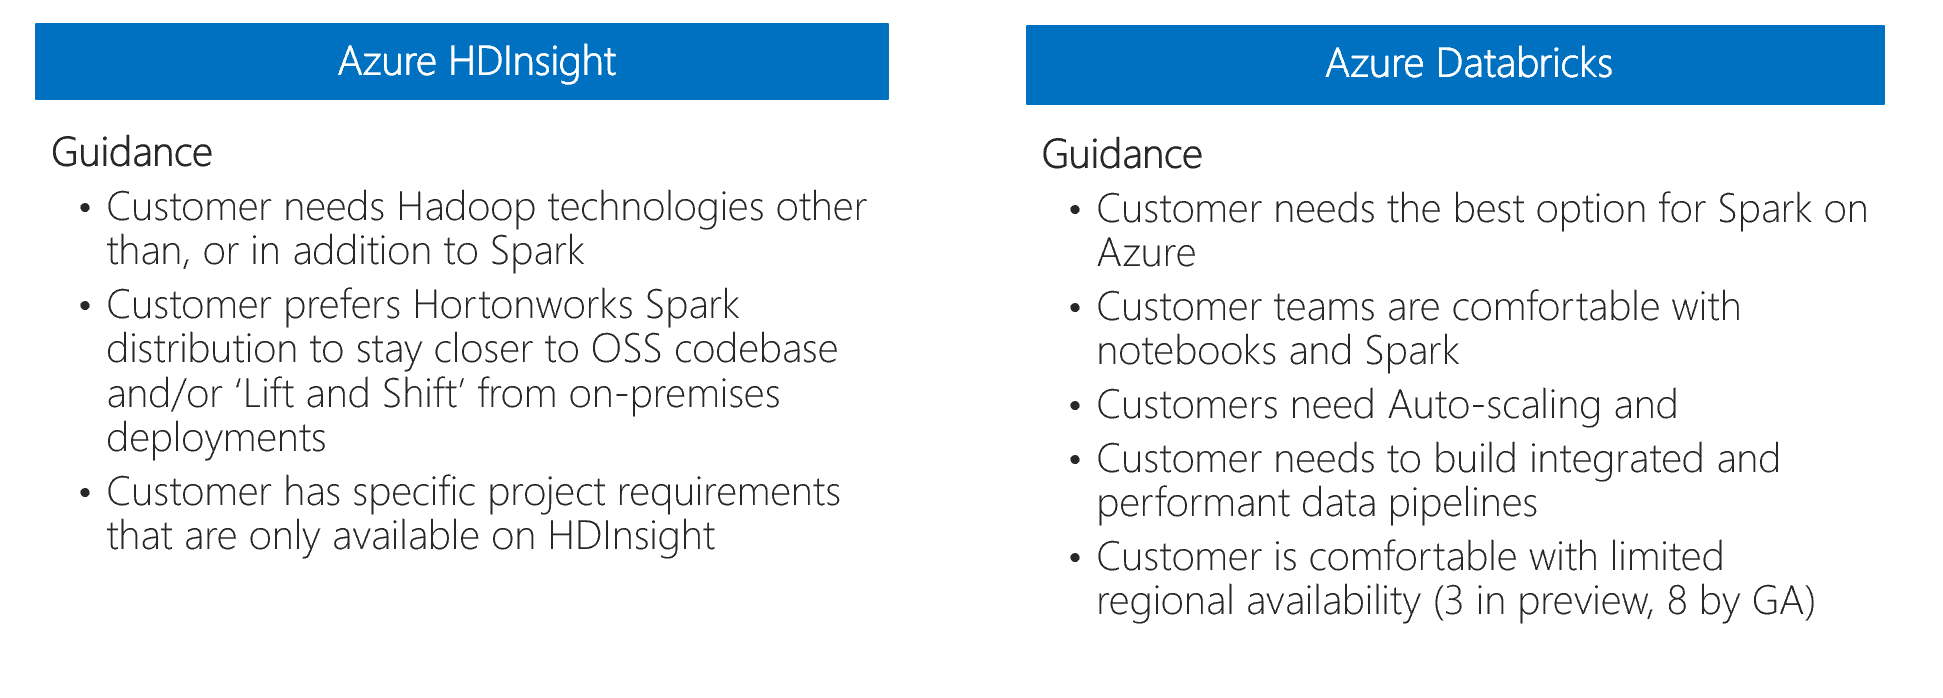 Azure HDInsight
Guidance
• Customer needs Hadoop technologies other
than, or in addition to Spark
• Customer prefers Hortonworks Spark
distribution to stay closer to OSS codebase
and/or ‘Lift and Shift’ from on-premises
deployments
• Customer has specific project requirements
that are only available on HDInsight
Azure Databricks
Guidance
• Customer needs the best option for Spark on
Azure
• Customer teams are comfortable with
notebooks and Spark
• Customers need Auto-scaling and
• Customer needs to build integrated and
performant data pipelines
• Customer is comfortable with limited
regional availability (3 in preview, 8 by GA)